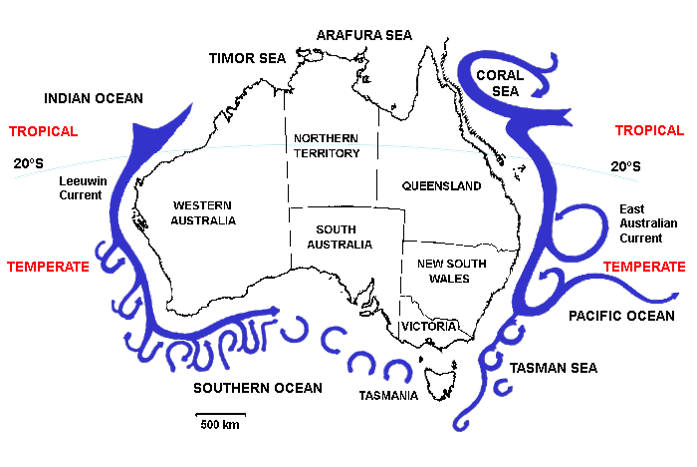 ARAFURA SEA
TIMOR SEA
CORAL
SEA
INDIAN OCEAN
TROPICAL
TROPICAL
NORTHERN
TERRITORY
20°S
20°S
Leeuwin
Current
QUEENSLAND
WESTERN
AUSTRALIA
East
Australian
Current
SOUTH
AUSTRALIA
TEMPERATE
TEMPERATE
NEW SOUTH
WALES
PACIFIC OCEAN
VICTORIA
TASMAN SEA
SOUTHERN OCEAN
TASMANIA
500 km